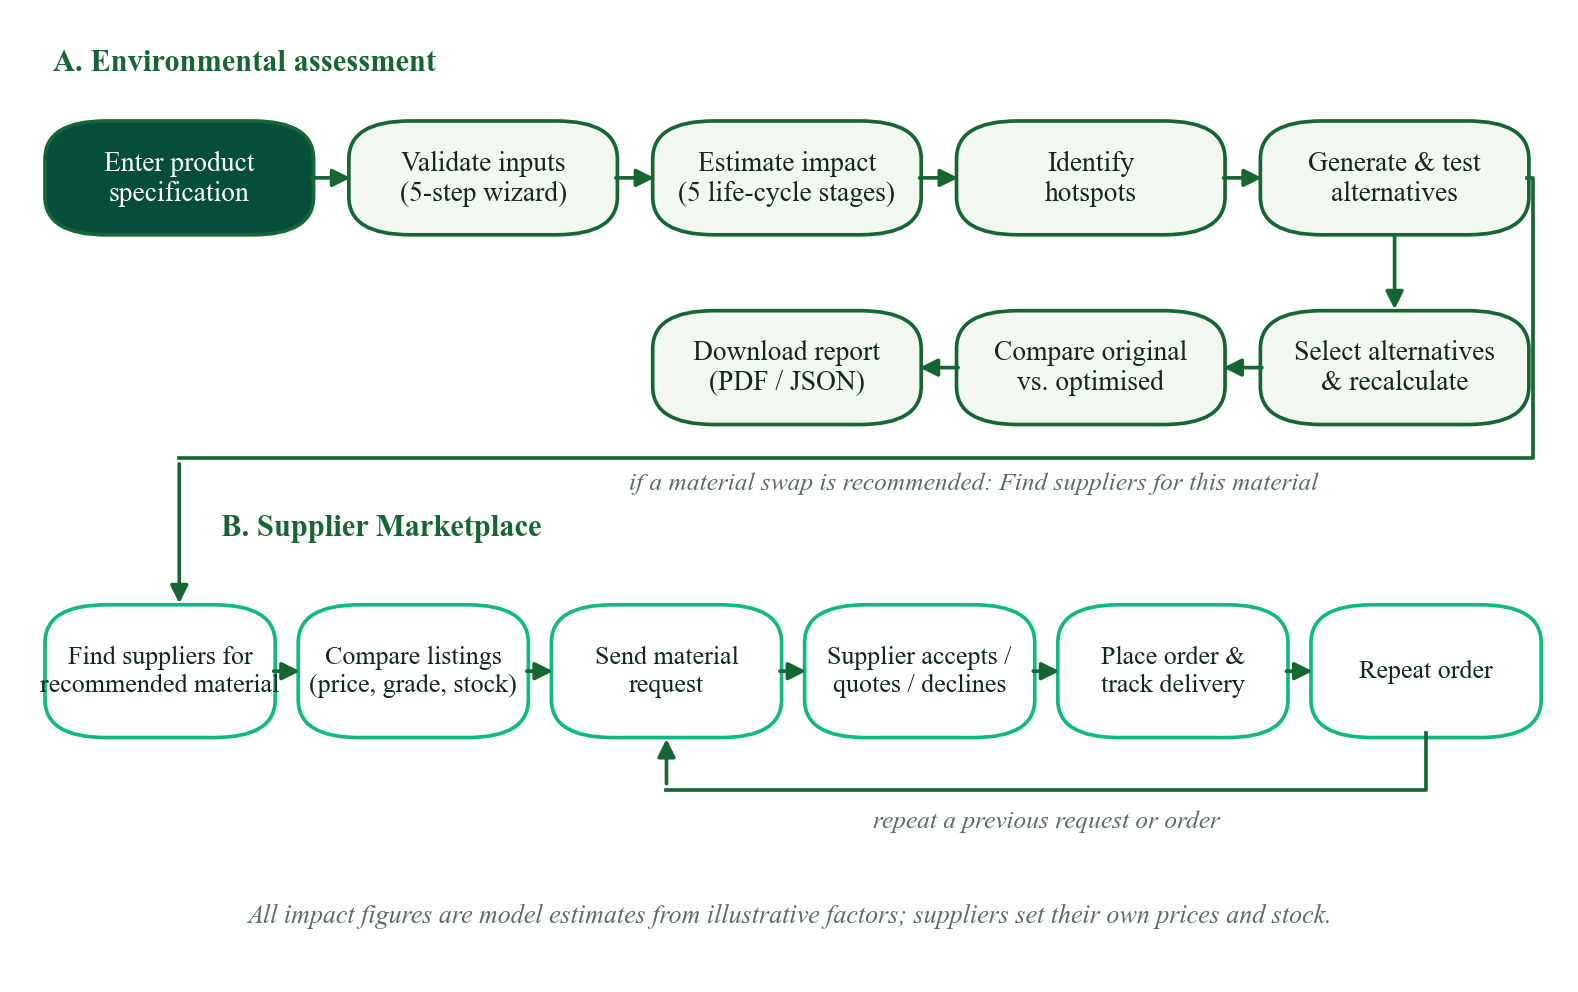 A. Environmental assessment
Enter product
specification
Validate inputs
(5-step wizard)
Estimate impact
(5 life-cycle stages)
Identify
hotspots
Generate & test
alternatives
Download report
(PDF / JSON)
Compare original
vs. optimised
Select alternatives
& recalculate
if a material swap is recommended: Find suppliers for this material
B. Supplier Marketplace
Find suppliers for
recommended material
Compare listings
(price, grade, stock)
Send material
request
Supplier accepts /
quotes / declines
Place order &
track delivery
Repeat order
repeat a previous request or order
All impact figures are model estimates from illustrative factors; suppliers set their own prices and stock.